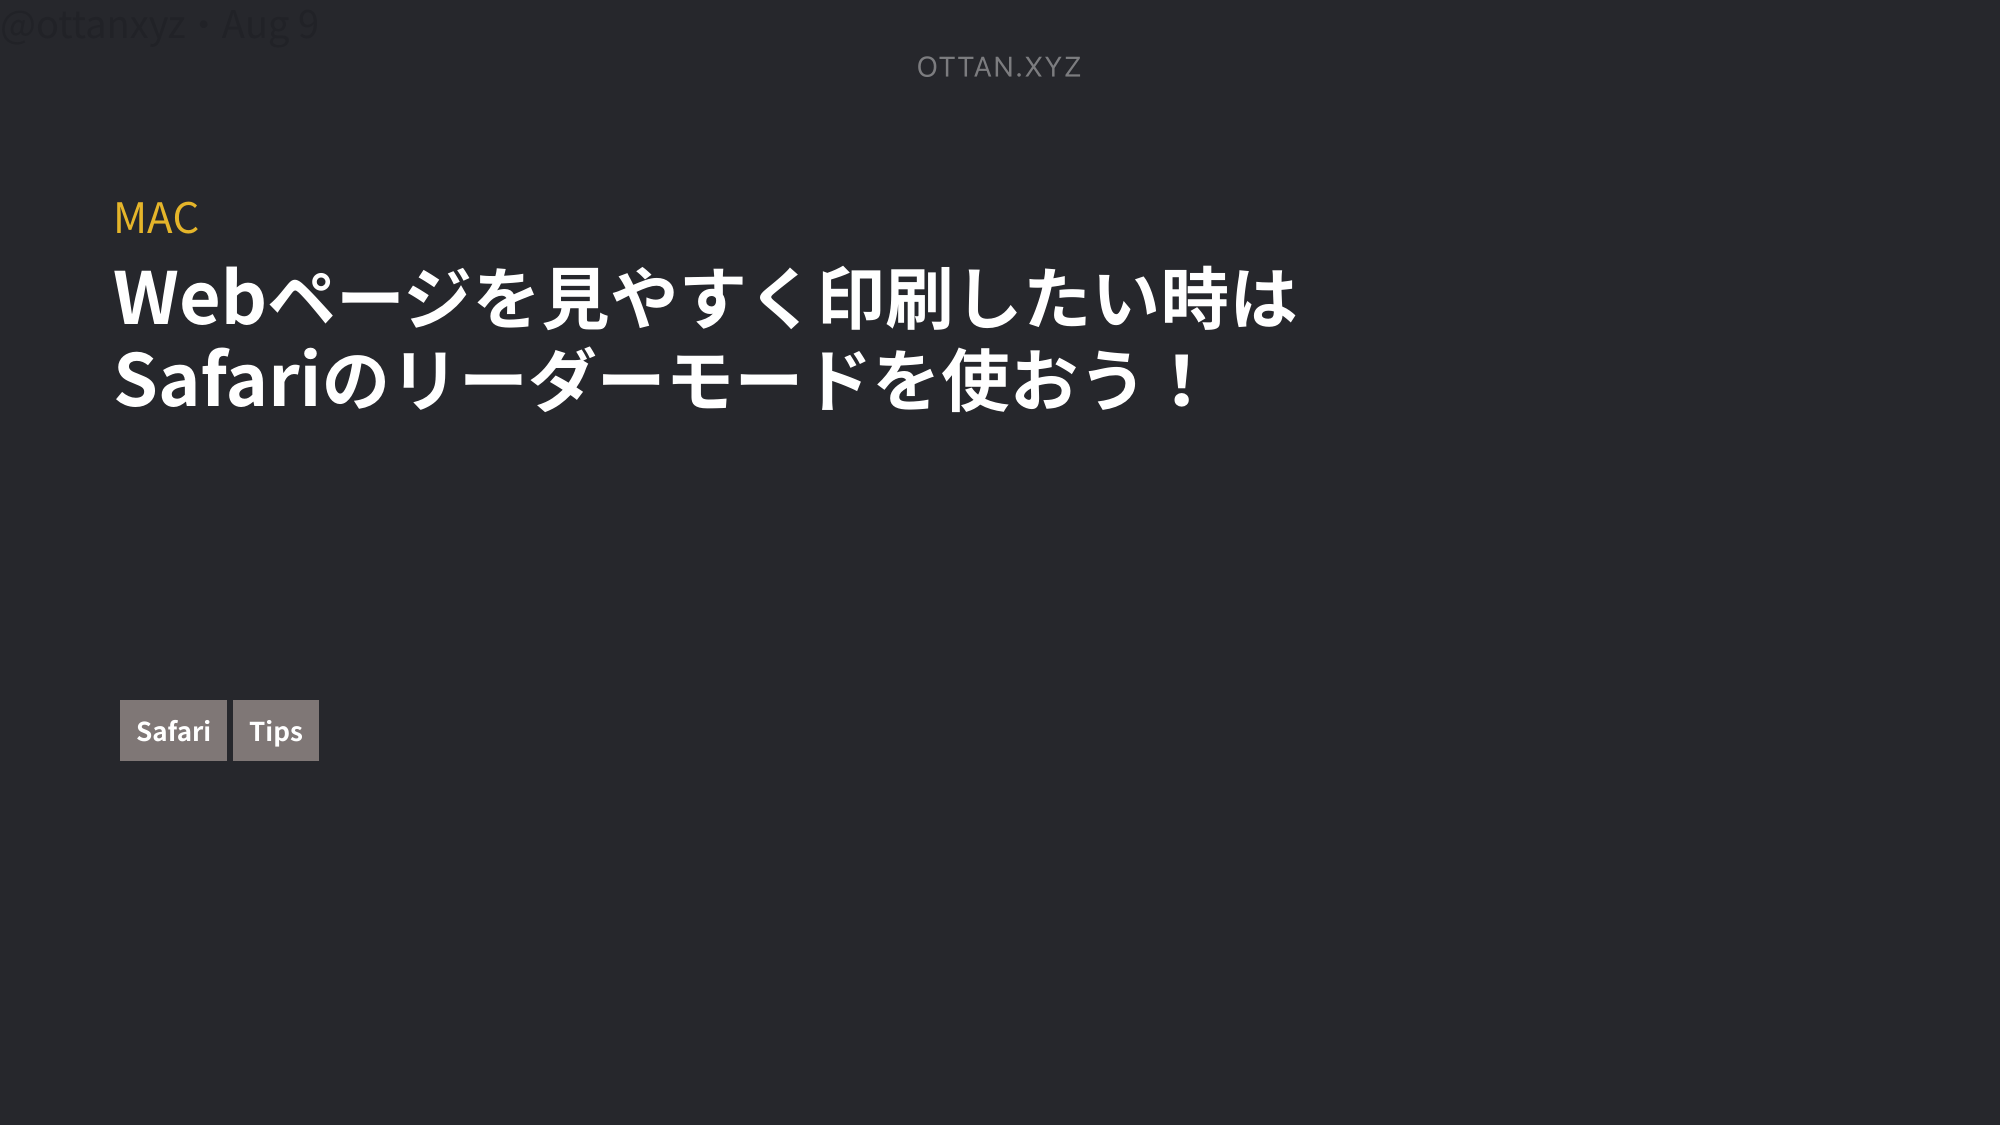 @ottanxyz・Aug 9
OTTAN.XYZ
MAC
Webページを見やすく印刷したい時は
Safariのリーダーモードを使おう！
Safari
Tips